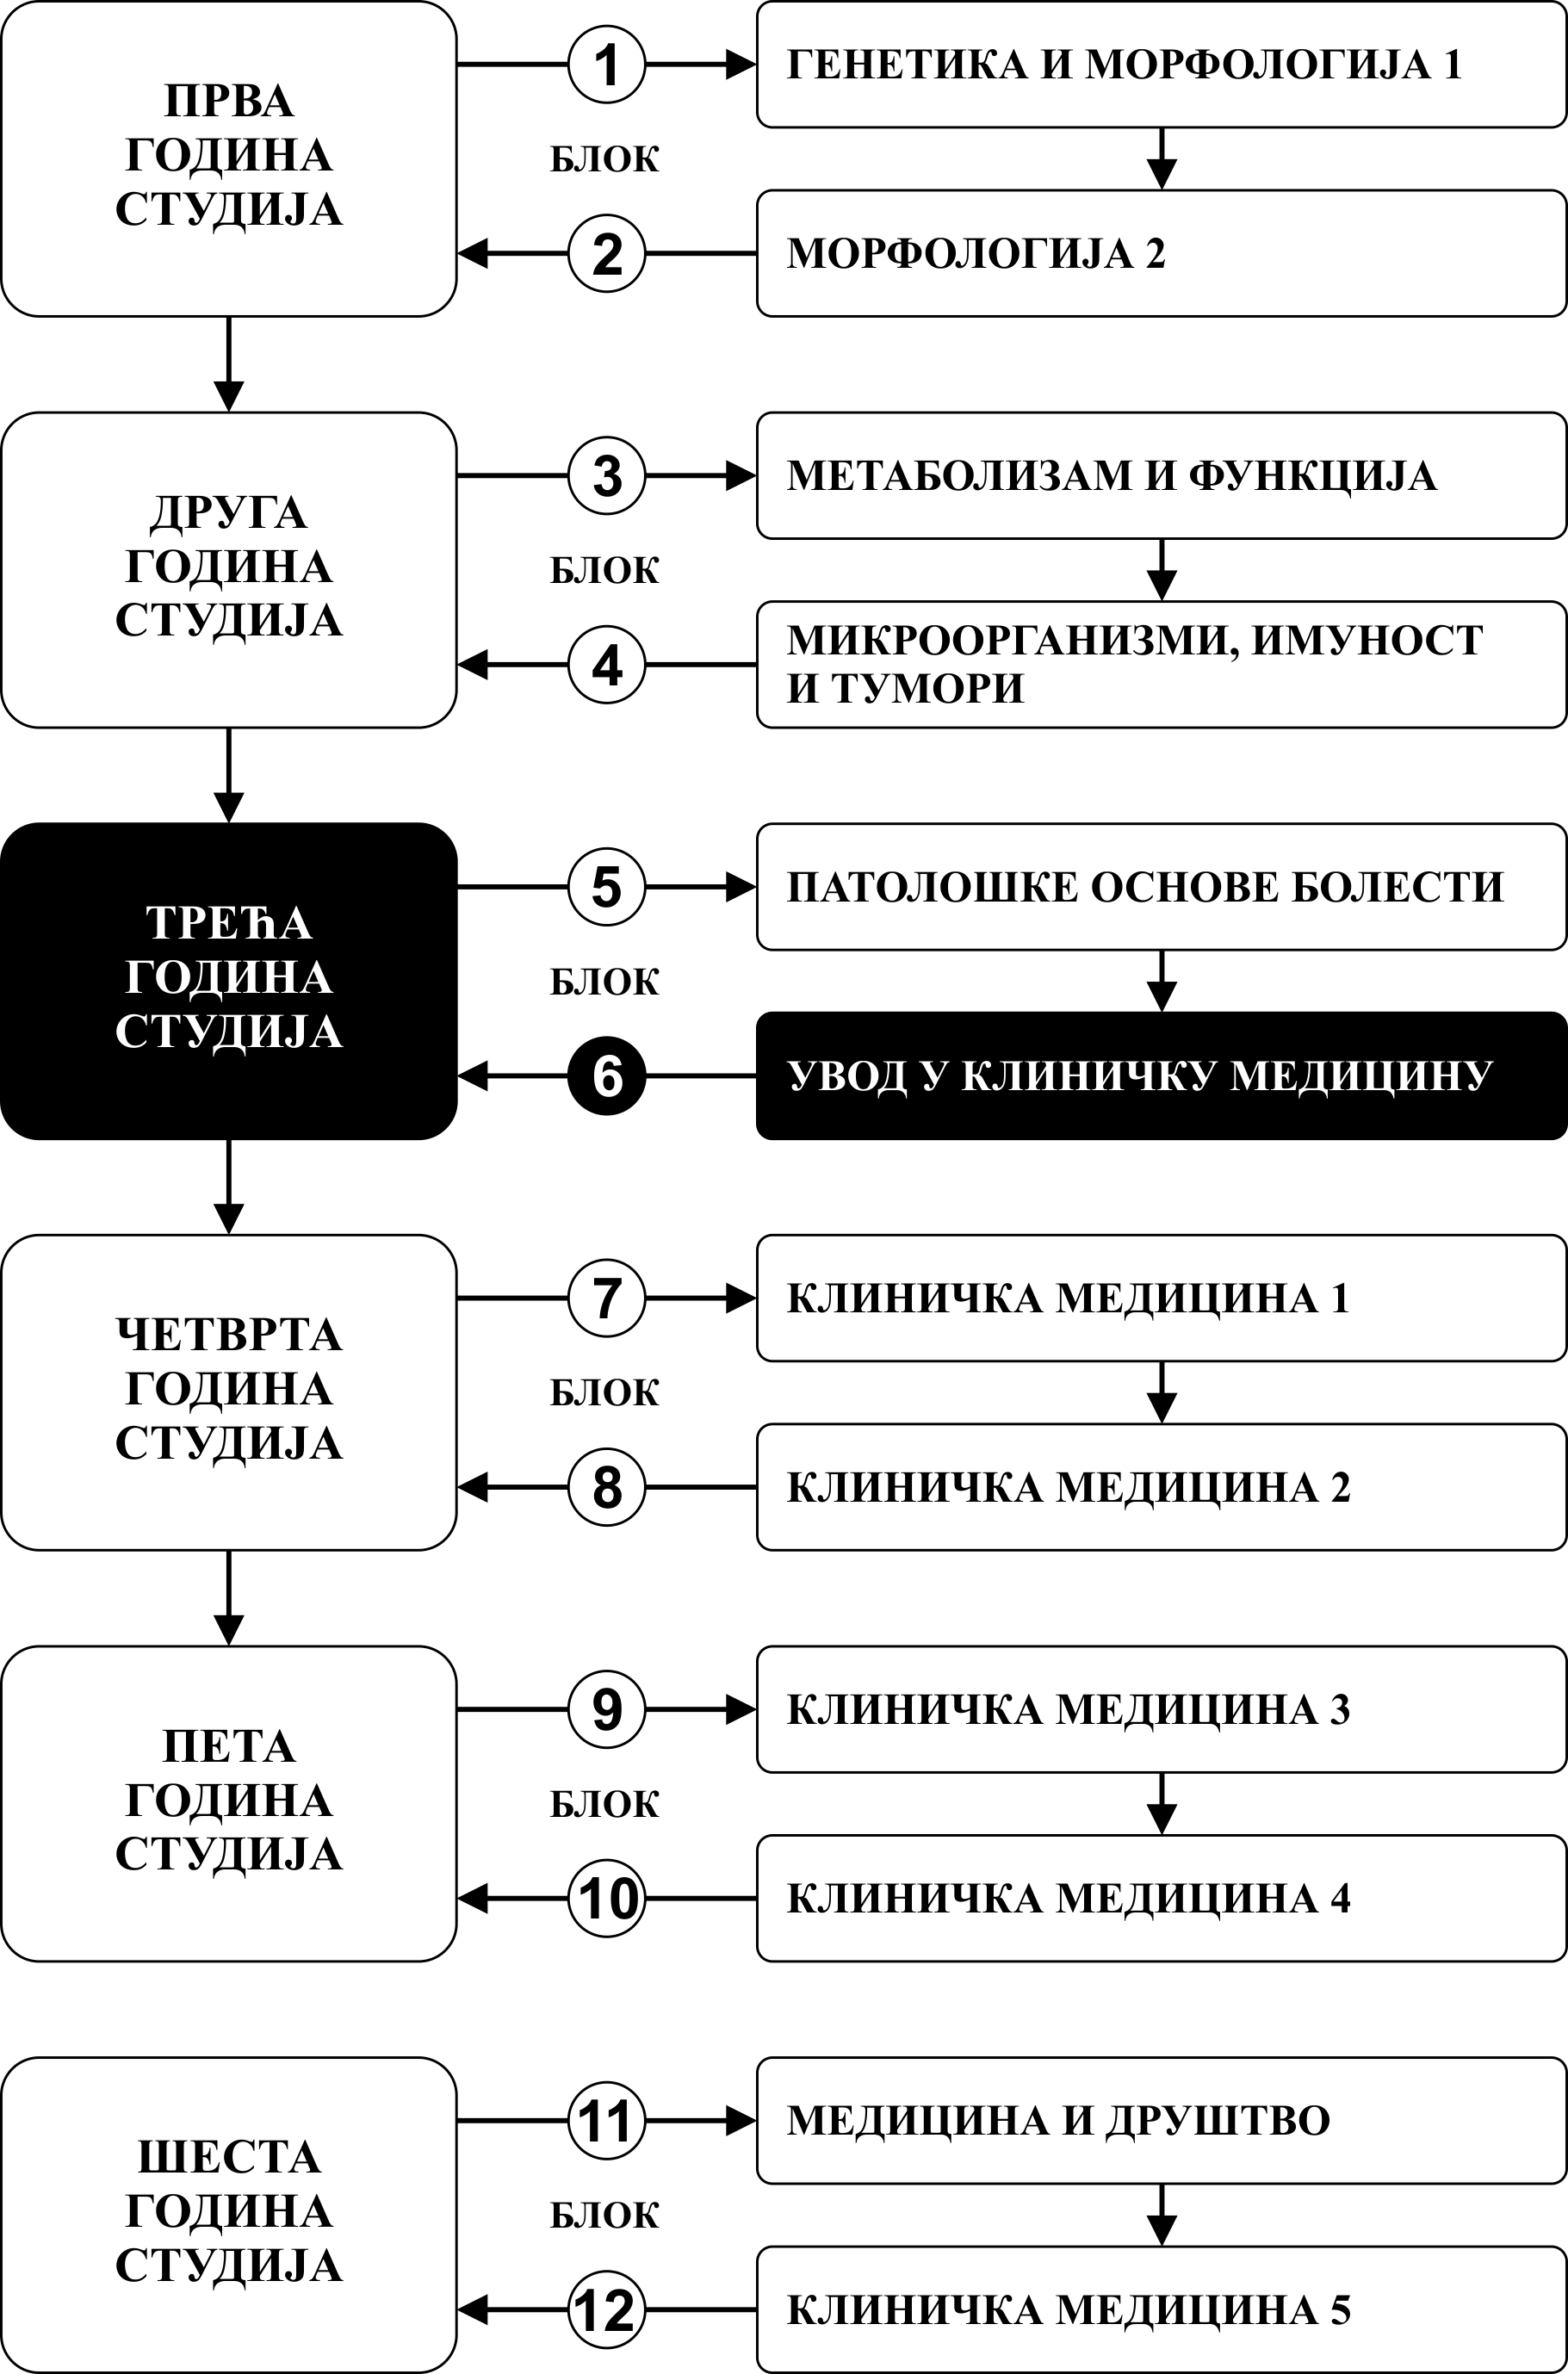 ПРВА
ГОДИНА
СТУДИЈА
1
БЛОК
2
ГЕНЕТИКА И МОРФОЛОГИЈА 1
МОРФОЛОГИЈА 2
ДРУГА
ГОДИНА
СТУДИЈА
3
БЛОК
4
МЕТАБОЛИЗАМ И ФУНКЦИЈА
МИКРООРГАНИЗМИ, ИМУНОСТ
И ТУМОРИ
ТРЕЋА
ГОДИНА
СТУДИЈА
5
БЛОК
6
ПАТОЛОШКЕ ОСНОВЕ БОЛЕСТИ
УВОД У КЛИНИЧКУ МЕДИЦИНУ
ЧЕТВРТА
ГОДИНА
СТУДИЈА
7
БЛОК
8
КЛИНИЧКА МЕДИЦИНА 1
КЛИНИЧКА МЕДИЦИНА 2
ПЕТА
ГОДИНА
СТУДИЈА
9
БЛОК
10
КЛИНИЧКА МЕДИЦИНА 3
КЛИНИЧКА МЕДИЦИНА 4
ШЕСТА
ГОДИНА
СТУДИЈА
11
БЛОК
12
МЕДИЦИНА И ДРУШТВО
КЛИНИЧКА МЕДИЦИНА 5